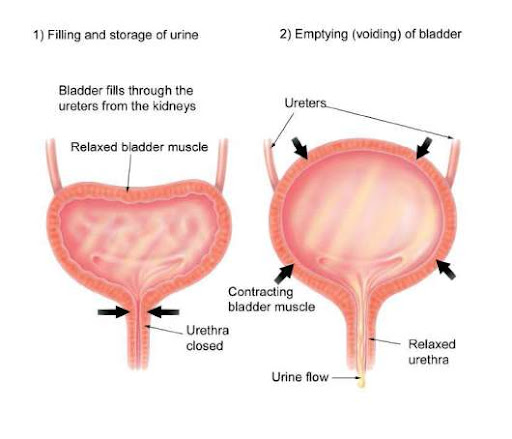 1) Filling and storage of urine
2) Emptying (voiding) of bladder
Bladder fills through the
ureters from the kidneys
Relaxed bladder muscle
Urethra
closed
Ureters
Contracting
bladder muscle
Relaxed
urethra
Urine flow